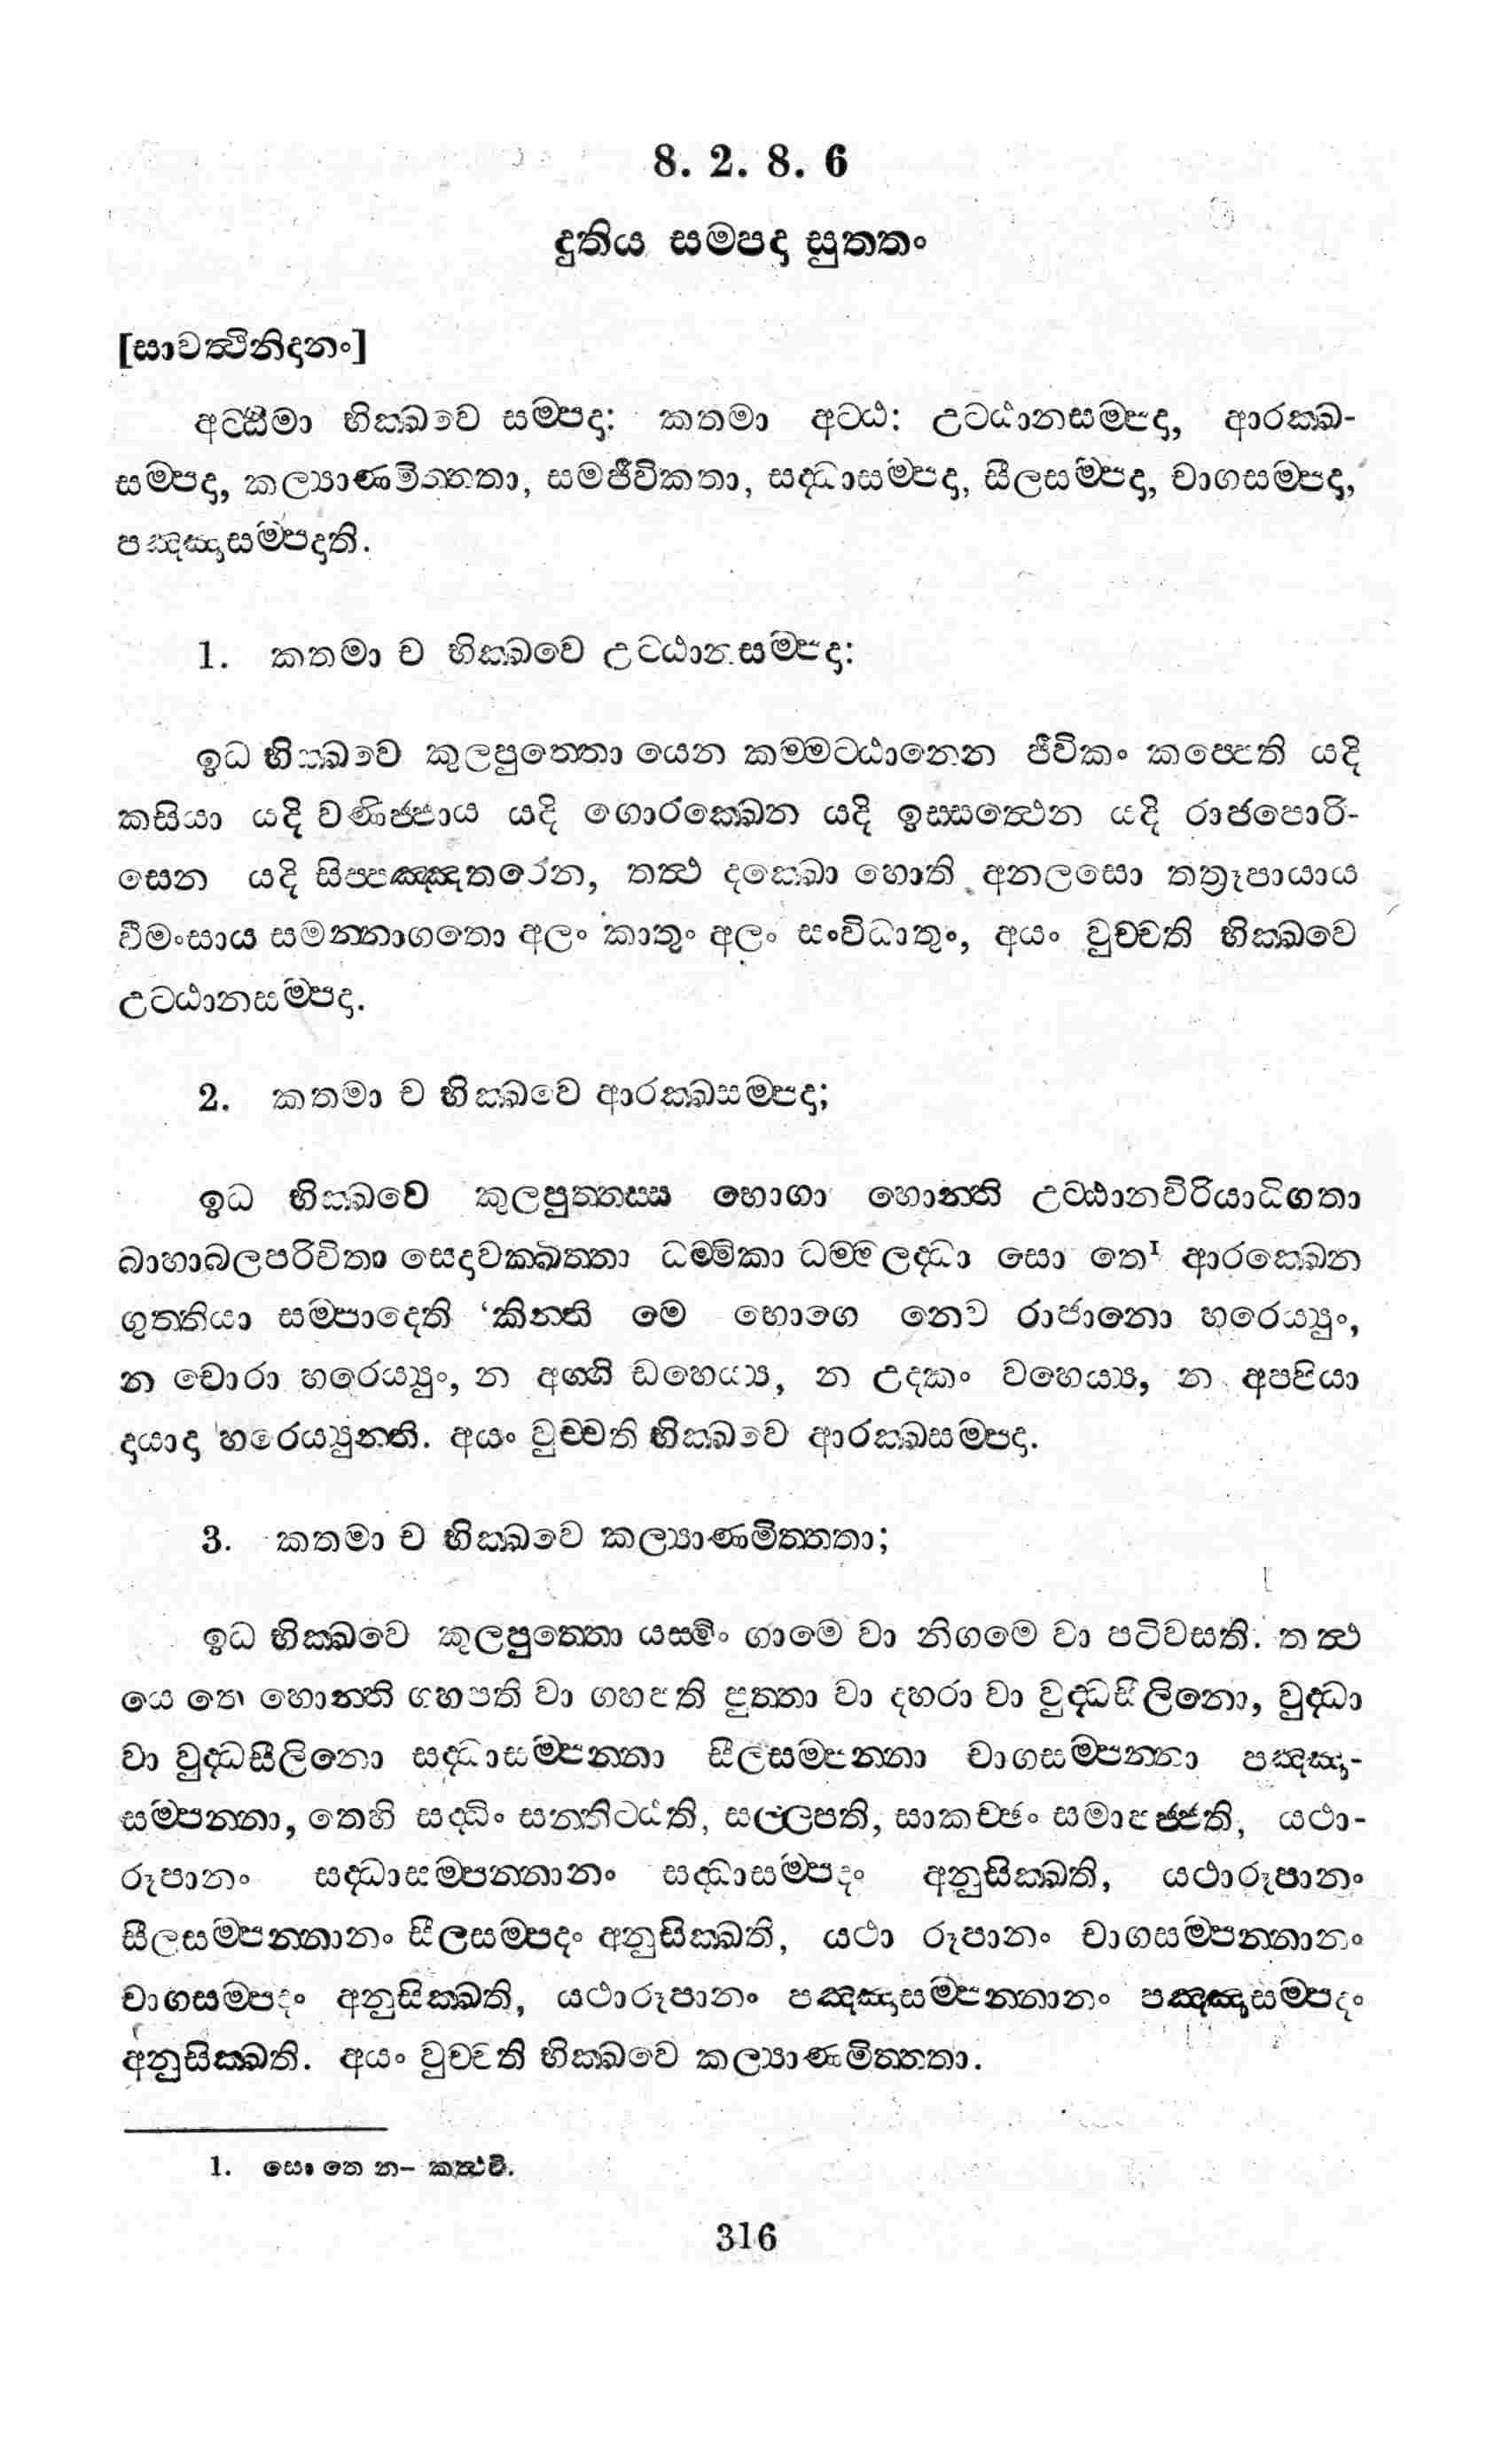 8. 2. 8. 6
දුතිය සම්පදා සුත්තං
[සාවත්ථිනිදානං]
අට්ඨිමා භික්ඛවෙ සම්පදා: කතමා අට්ඨ: උට්ඨානසම්පදා, ආරක්ඛ-
සම්පදා, කල්‍යාණමිත්තතා, සමජීවිකතා, සද්ධාසම්පදා, සීලසම්පදා, චාගසම්පදා,
පඤ්ඤාසම්පදාති.
1. කතමා ච භික්ඛවෙ උට්ඨානසම්පදා:
ඉධ භික්ඛවෙ කුලපුත්තො යෙන කම්මට්ඨානෙන ජීවිකං කප්පෙති යදි
කසියා යදි වණිජ්ජාය යදි ගොරක්ඛෙන යදි ඉස්සත්ථෙන යදි රාජපොරි-
සෙන යදි සිප්පඤ්ඤතරෙන, තත්ථ දක්ඛො හොති අනලසො තත්‍රූපායාය
වීමංසාය සමන්නාගතො අලං කාතුං අලං සංවිධාතුං, අයං වුච්චති භික්ඛවෙ
උට්ඨානසම්පදා.
2. කතමා ච භික්ඛවෙ ආරක්ඛසම්පදා;
ඉධ භික්ඛවෙ කුලපුත්තස්ස භොගා හොන්ති උට්ඨානවිරියාධිගතා
බාහාබලපරිචිතා සෙදාවක්ඛිත්තා ධම්මිකා ධම්මලද්ධා සො තෙ¹ ආරක්ඛෙන
ගුත්තියා සම්පාදෙති ‘කින්ති මෙ භොගෙ නෙව රාජානො හරෙය්‍යුං,
න චොරා හරෙය්‍යුං, න අග්ගි ඩහෙය්‍ය, න උදකං වහෙය්‍ය, න අප්පියා
දායාදා හරෙය්‍යුන්ති. අයං වුච්චති භික්ඛවෙ ආරක්ඛසම්පදා.
3. කතමා ච භික්ඛවෙ කල්‍යාණමිත්තතා;
ඉධ භික්ඛවෙ කුලපුත්තො යස්මිං ගාමෙ වා නිගමෙ වා පටිවසති. තත්ථ
යෙ තෙ හොන්ති ගහපති වා ගහපති පුත්තා වා දහරා වා වුද්ධසීලිනො, වුද්ධා
වා වුද්ධසීලිනො සද්ධාසම්පන්නා සීලසම්පන්නා චාගසම්පන්නා පඤ්ඤා-
සම්පන්නා, තෙහි සද්ධිං සන්තිට්ඨති, සල්ලපති, සාකච්ඡං සමාපජ්ජති, යථා-
රූපානං සද්ධාසම්පන්නානං සද්ධාසම්පදං අනුසික්ඛති, යථාරූපානං
සීලසම්පන්නානං සීලසම්පදං අනුසික්ඛති, යථා රූපානං චාගසම්පන්නානං
චාගසම්පදං අනුසික්ඛති, යථාරූපානං පඤ්ඤාසම්පන්නානං පඤ්ඤාසම්පදං
අනුසික්ඛති. අයං වුච්චති භික්ඛවෙ කල්‍යාණමිත්තතා.
1. සො තෙ න– කත්ථචි.
316